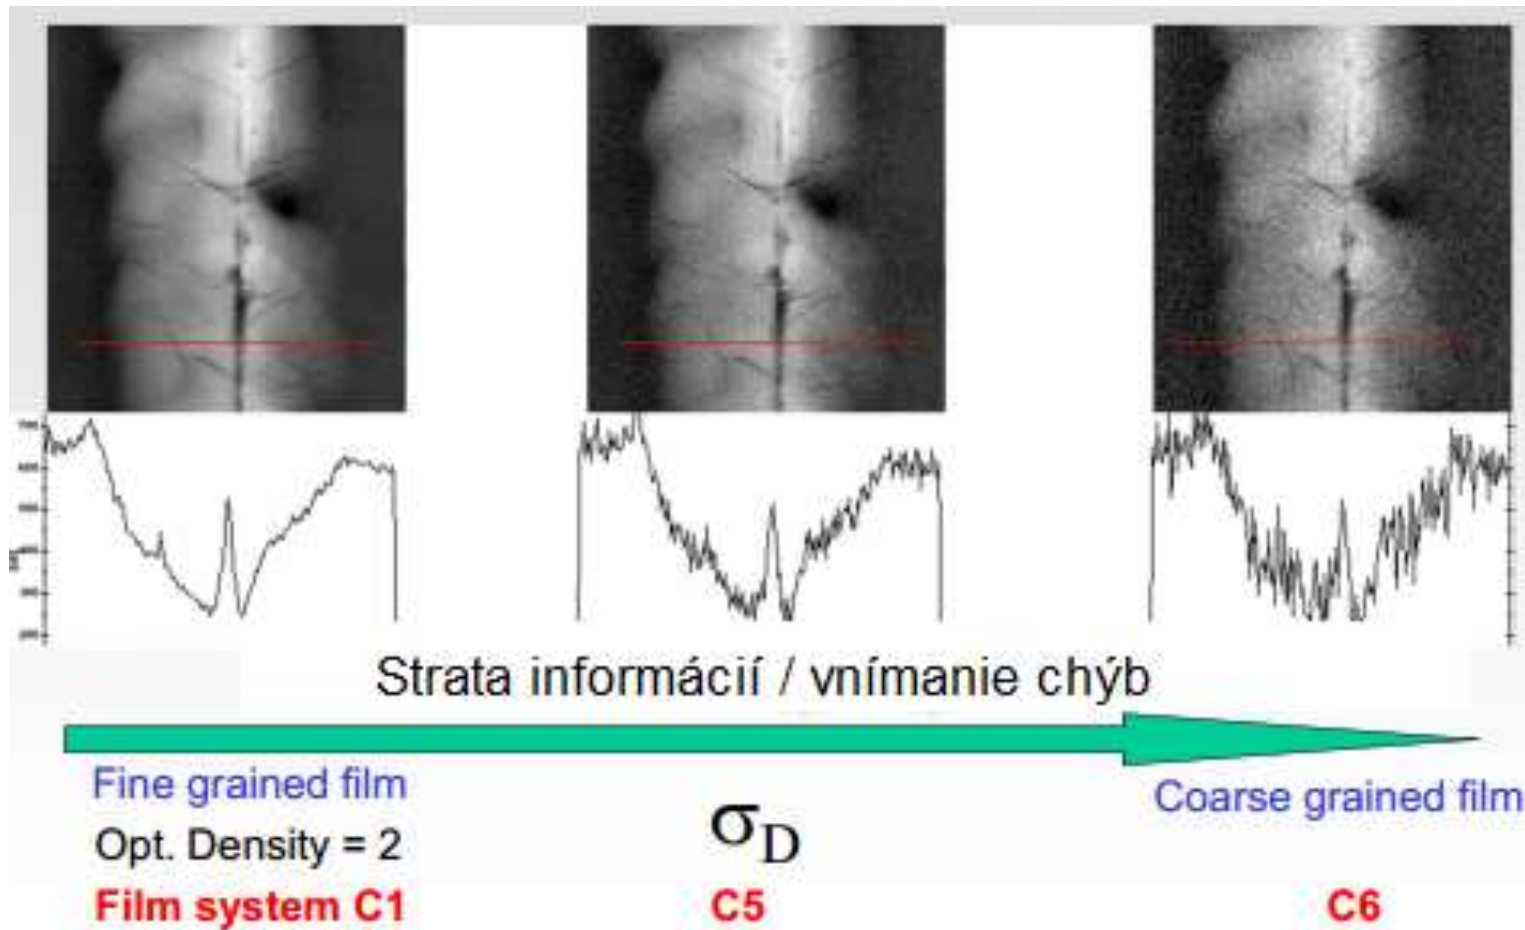 Strata informácií / vnímanie chýb
Fine grained film
Coarse grained film
Opt. Density = 2
σD
Film system C1
C5
C6